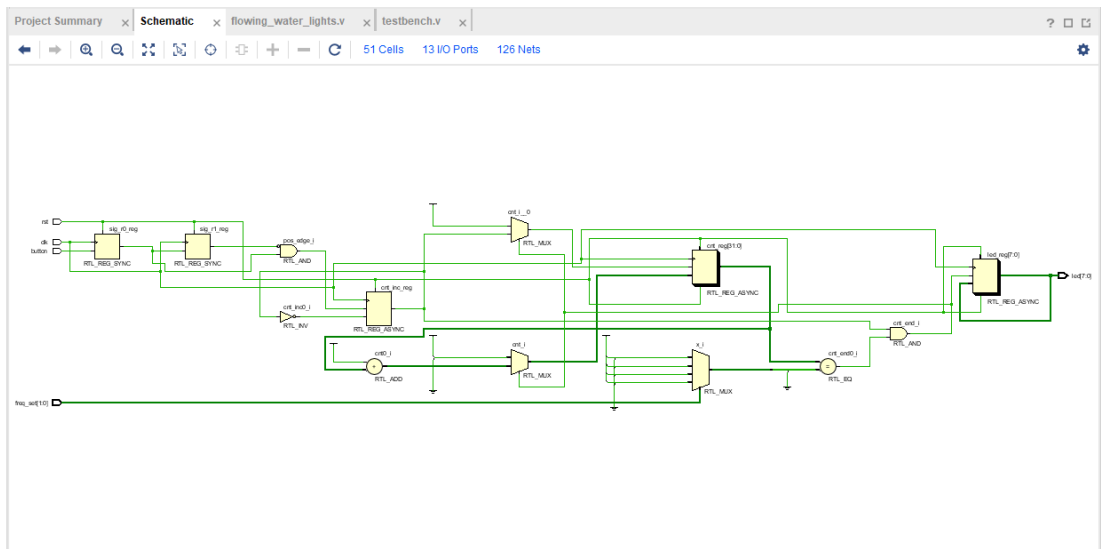 Project Summary × Schematic × flowing_water_lights.v × testbench.v ×
51 Cells 13 I/O Ports 126 Nets
rst
clk
button
sig_r0_reg
RTL_REG_SYNC
sig_r1_reg
RTL_REG_SYNC
pos_edge_i
RTL_AND
cnt_inc0_i
RTL_INV
cnt_inc_reg
RTL_REG_ASYNC
cnt_i__0
RTL_MUX
cnt_reg[31:0]
RTL_REG_ASYNC
led_reg[7:0]
RTL_REG_ASYNC
led[7:0]
cnt0_i
+
RTL_ADD
cnt_i
RTL_MUX
x_i
RTL_MUX
cnt_end0_i
=
RTL_EQ
cnt_end_i
RTL_AND
freq_set[1:0]